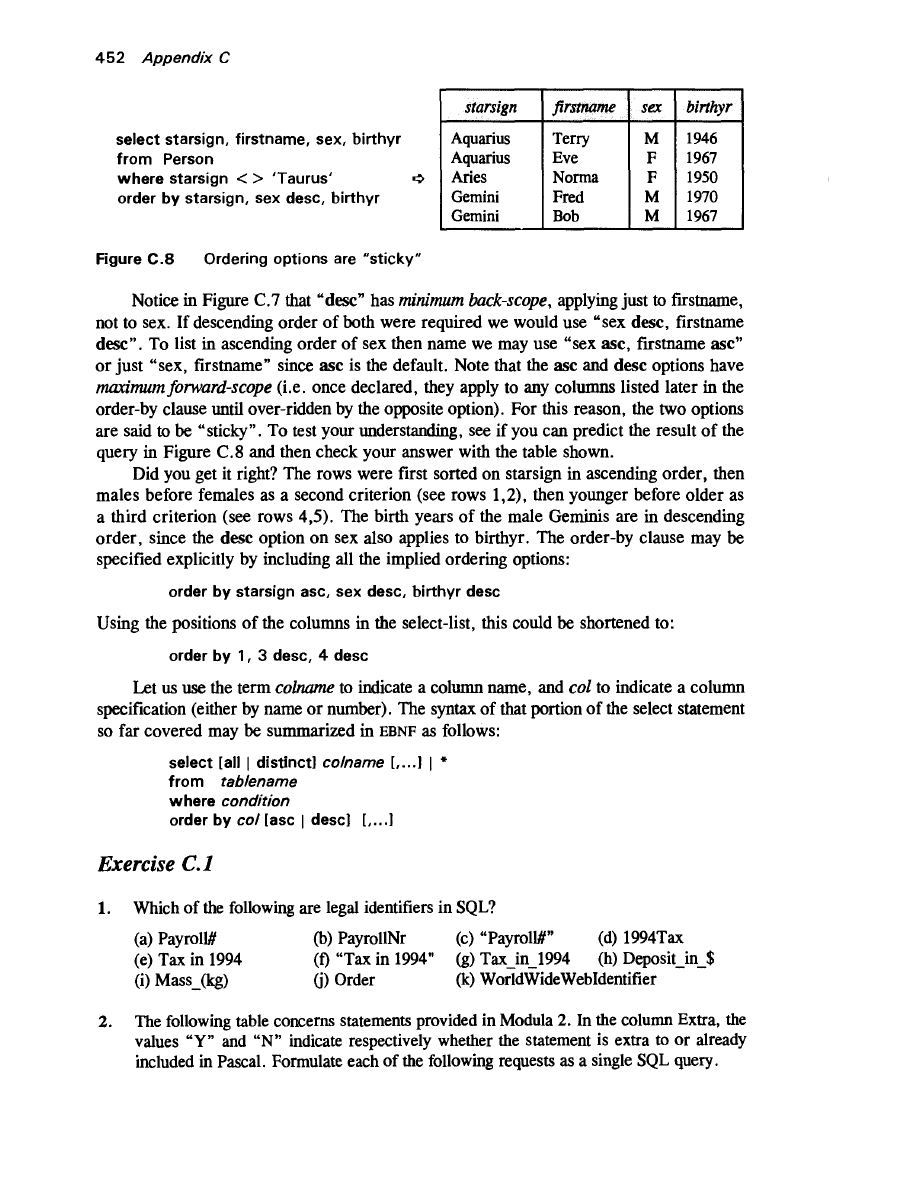 452 Appendix C
starsign firstname sex birthyr
select starsign, firstname, sex, birthyr
from Person
where starsign < > 'Taurus'
order by starsign, sex desc, birthyr
⇨
Aquarius Terry M 1946
Aquarius Eve F 1967
Aries Norma F 1950
Gemini Fred M 1970
Gemini Bob M 1967
Figure C.8 Ordering options are "sticky"
Notice in Figure C.7 that "desc" has minimum back-scope, applying just to firstname,
not to sex. If descending order of both were required we would use "sex desc, firstname
desc". To list in ascending order of sex then name we may use "sex asc, firstname asc"
or just "sex, firstname" since asc is the default. Note that the asc and desc options have
maximum forward-scope (i.e. once declared, they apply to any columns listed later in the
order-by clause until over-ridden by the opposite option). For this reason, the two options
are said to be "sticky". To test your understanding, see if you can predict the result of the
query in Figure C.8 and then check your answer with the table shown.
Did you get it right? The rows were first sorted on starsign in ascending order, then
males before females as a second criterion (see rows 1,2), then younger before older as
a third criterion (see rows 4,5). The birth years of the male Geminis are in descending
order, since the desc option on sex also applies to birthyr. The order-by clause may be
specified explicitly by including all the implied ordering options:
order by starsign asc, sex desc, birthyr desc
Using the positions of the columns in the select-list, this could be shortened to:
order by 1, 3 desc, 4 desc
Let us use the term colname to indicate a column name, and col to indicate a column
specification (either by name or number). The syntax of that portion of the select statement
so far covered may be summarized in EBNF as follows:
select [all | distinct] colname [,...] | *
from tablename
where condition
order by col [asc | desc] [,...]
Exercise C.1
1. Which of the following are legal identifiers in SQL?
(a) Payroll# (b) PayrollNr (c) "Payroll#" (d) 1994Tax
(e) Tax in 1994 (f) "Tax in 1994" (g) Tax_in_1994 (h) Deposit_in_$
(i) Mass_(kg) (j) Order (k) WorldWideWebIdentifier
2. The following table concerns statements provided in Modula 2. In the column Extra, the
values "Y" and "N" indicate respectively whether the statement is extra to or already
included in Pascal. Formulate each of the following requests as a single SQL query.